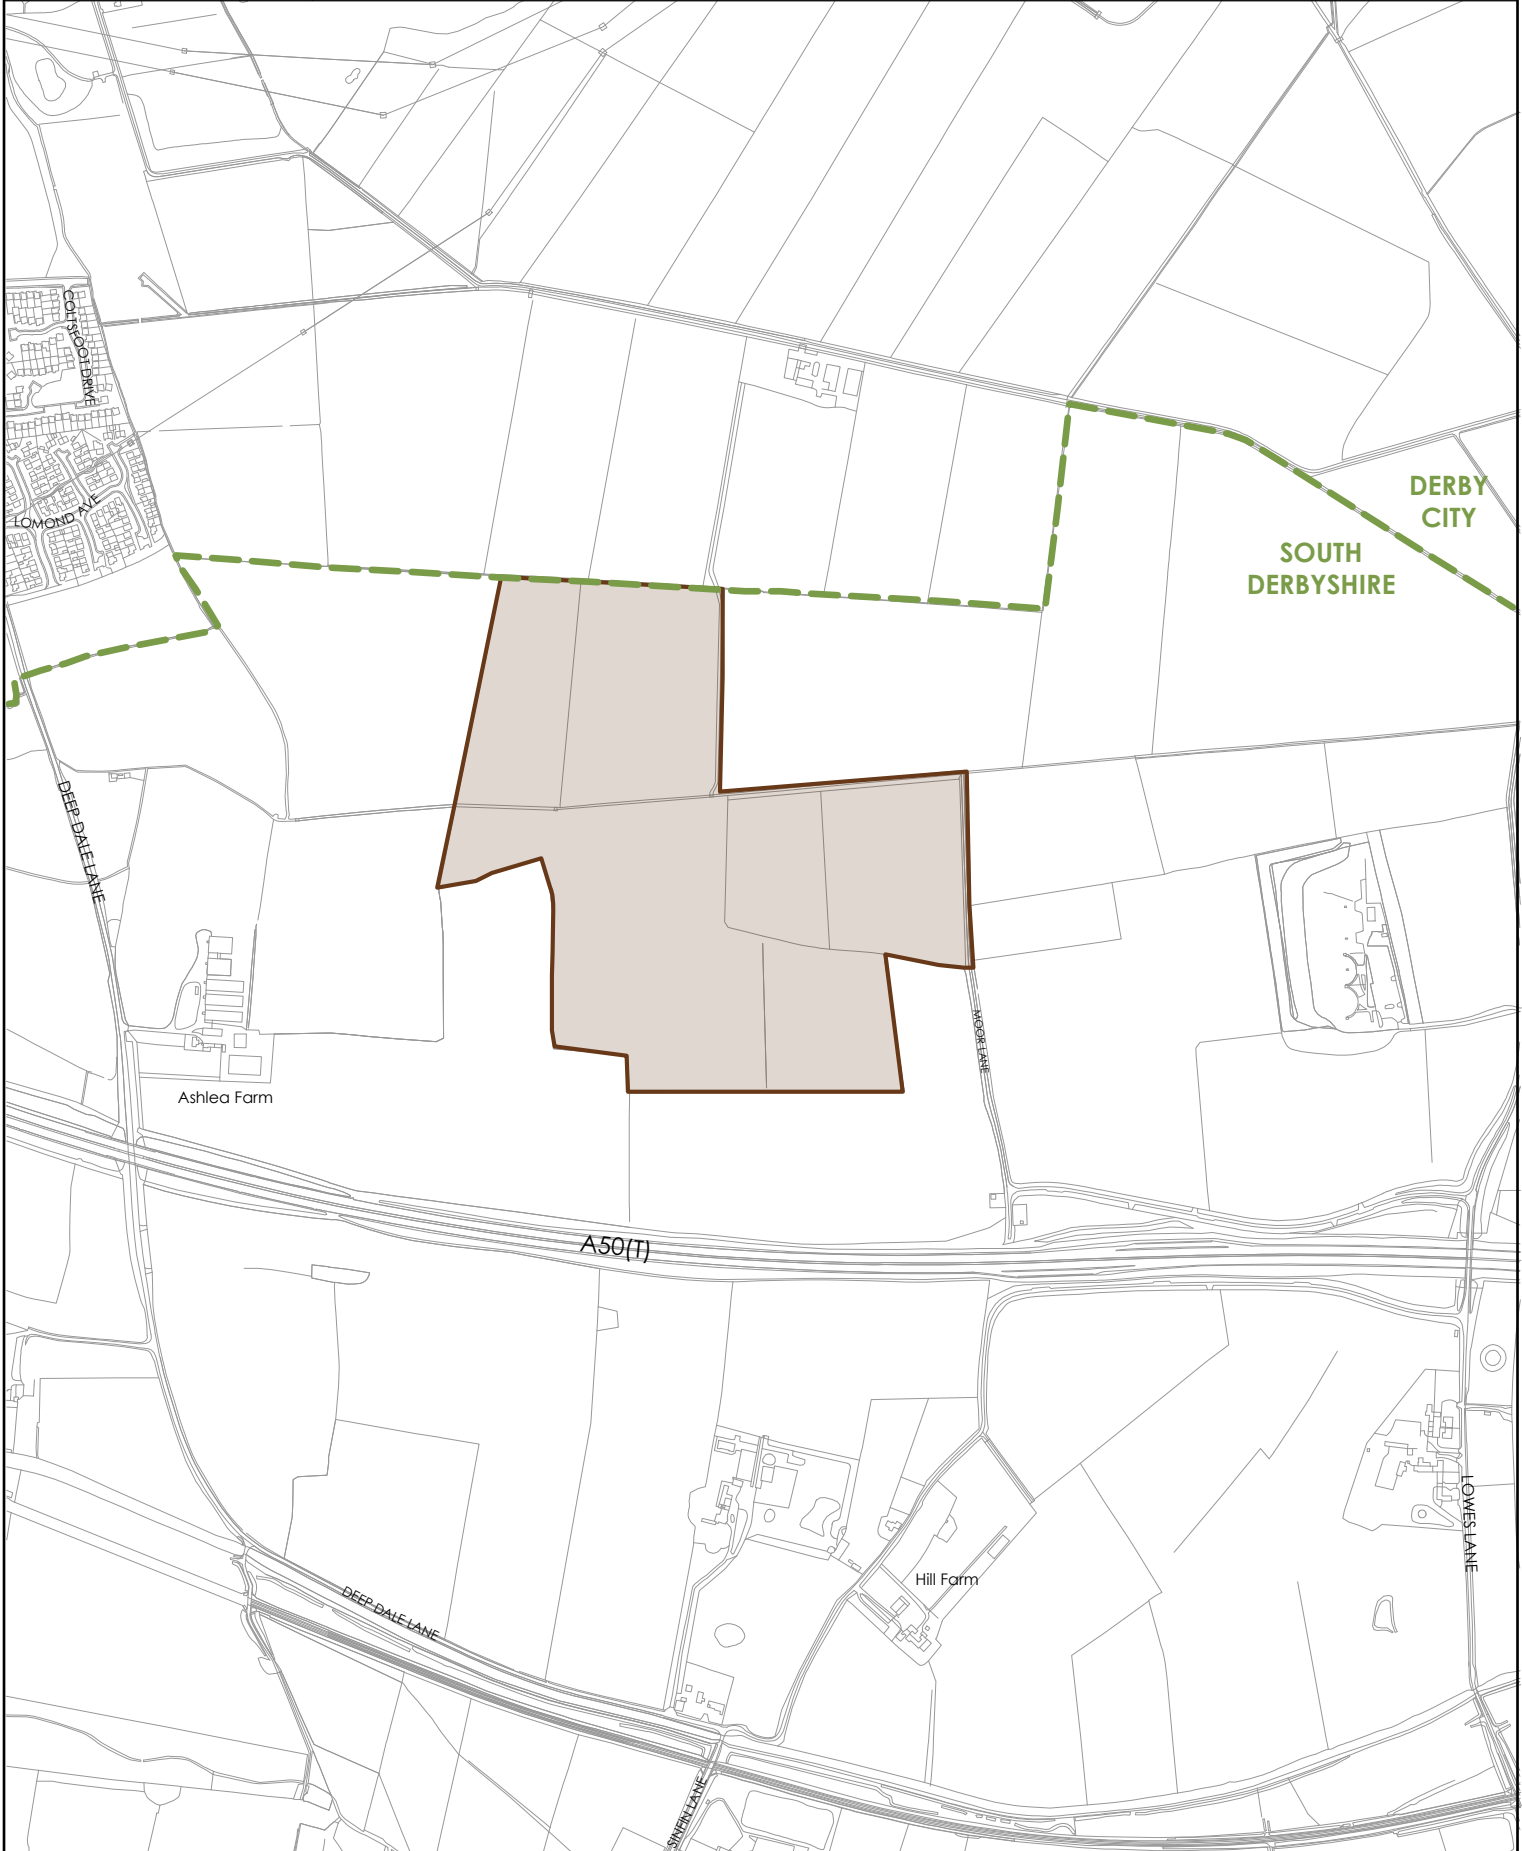 COLTSFOOT DRIVE
LOMOND AVE
DERBY
CITY
SOUTH
DERBYSHIRE
DEEP DALE LANE
MOOR LANE
Ashlea Farm
A50(T)
LOWES LANE
Hill Farm
DEEP DALE LANE
SINFIN LANE